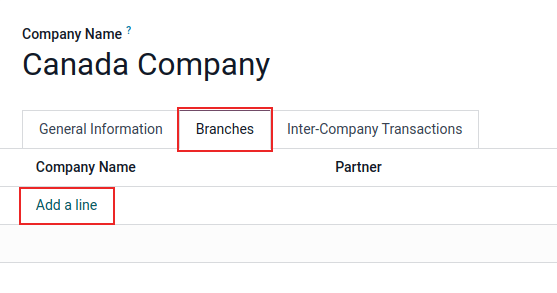 Company Name ?
Canada Company
General Information Branches Inter-Company Transactions
Company Name Partner
Add a line